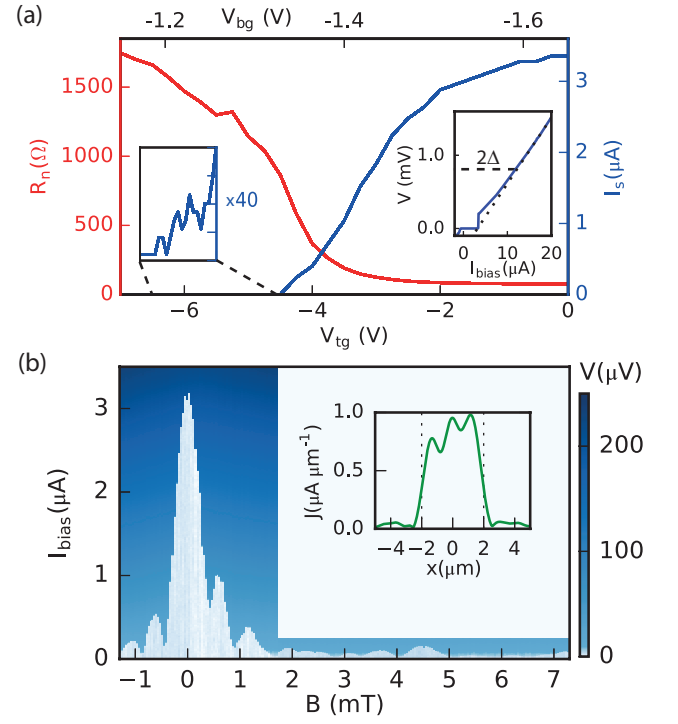 (a)
V_bg (V)
-1.2 -1.4 -1.6
1500
1000
500
0
R_n(Ω)
3
2
1
0
I_s(μA)
x40
2Δ
V (mV)
1.0
0.0
0 10 20
I_bias(μA)
−6 −4 −2 0
V_tg (V)
(b)
V(μV)
3
2
1
0
I_bias(μA)
200
100
0
1.0
0.5
0.0
J(μA μm⁻¹)
−4 −2 0 2 4
x(μm)
−1 0 1 2 3 4 5 6 7
B (mT)